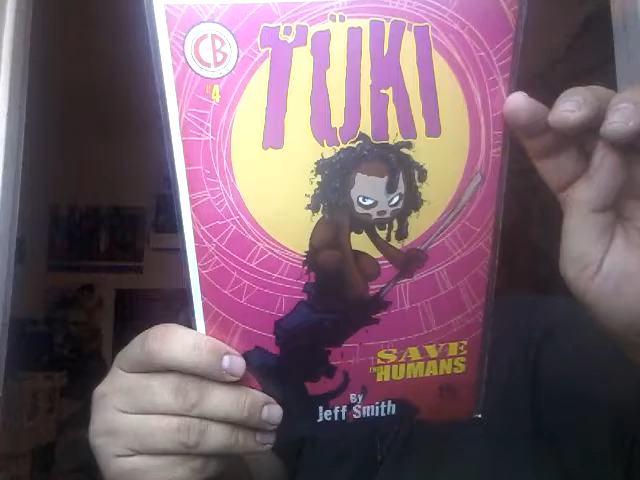 CB
#4
TÜKI
SAVE
THE HUMANS
By
Jeff Smith